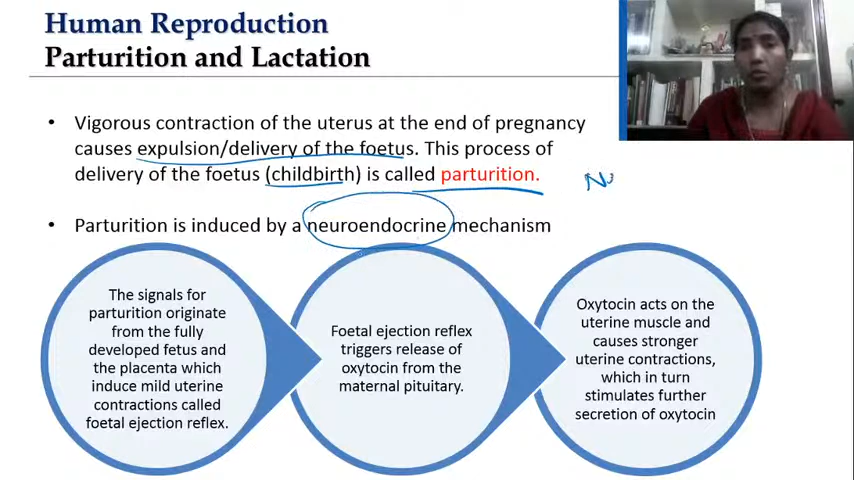 Human Reproduction
Parturition and Lactation
• Vigorous contraction of the uterus at the end of pregnancy
causes expulsion/delivery of the foetus. This process of
delivery of the foetus (childbirth) is called parturition.
• Parturition is induced by a neuroendocrine mechanism
The signals for
parturition originate
from the fully
developed fetus and
the placenta which
induce mild uterine
contractions called
foetal ejection reflex.
Foetal ejection reflex
triggers release of
oxytocin from the
maternal pituitary.
Oxytocin acts on the
uterine muscle and
causes stronger
uterine contractions,
which in turn
stimulates further
secretion of oxytocin